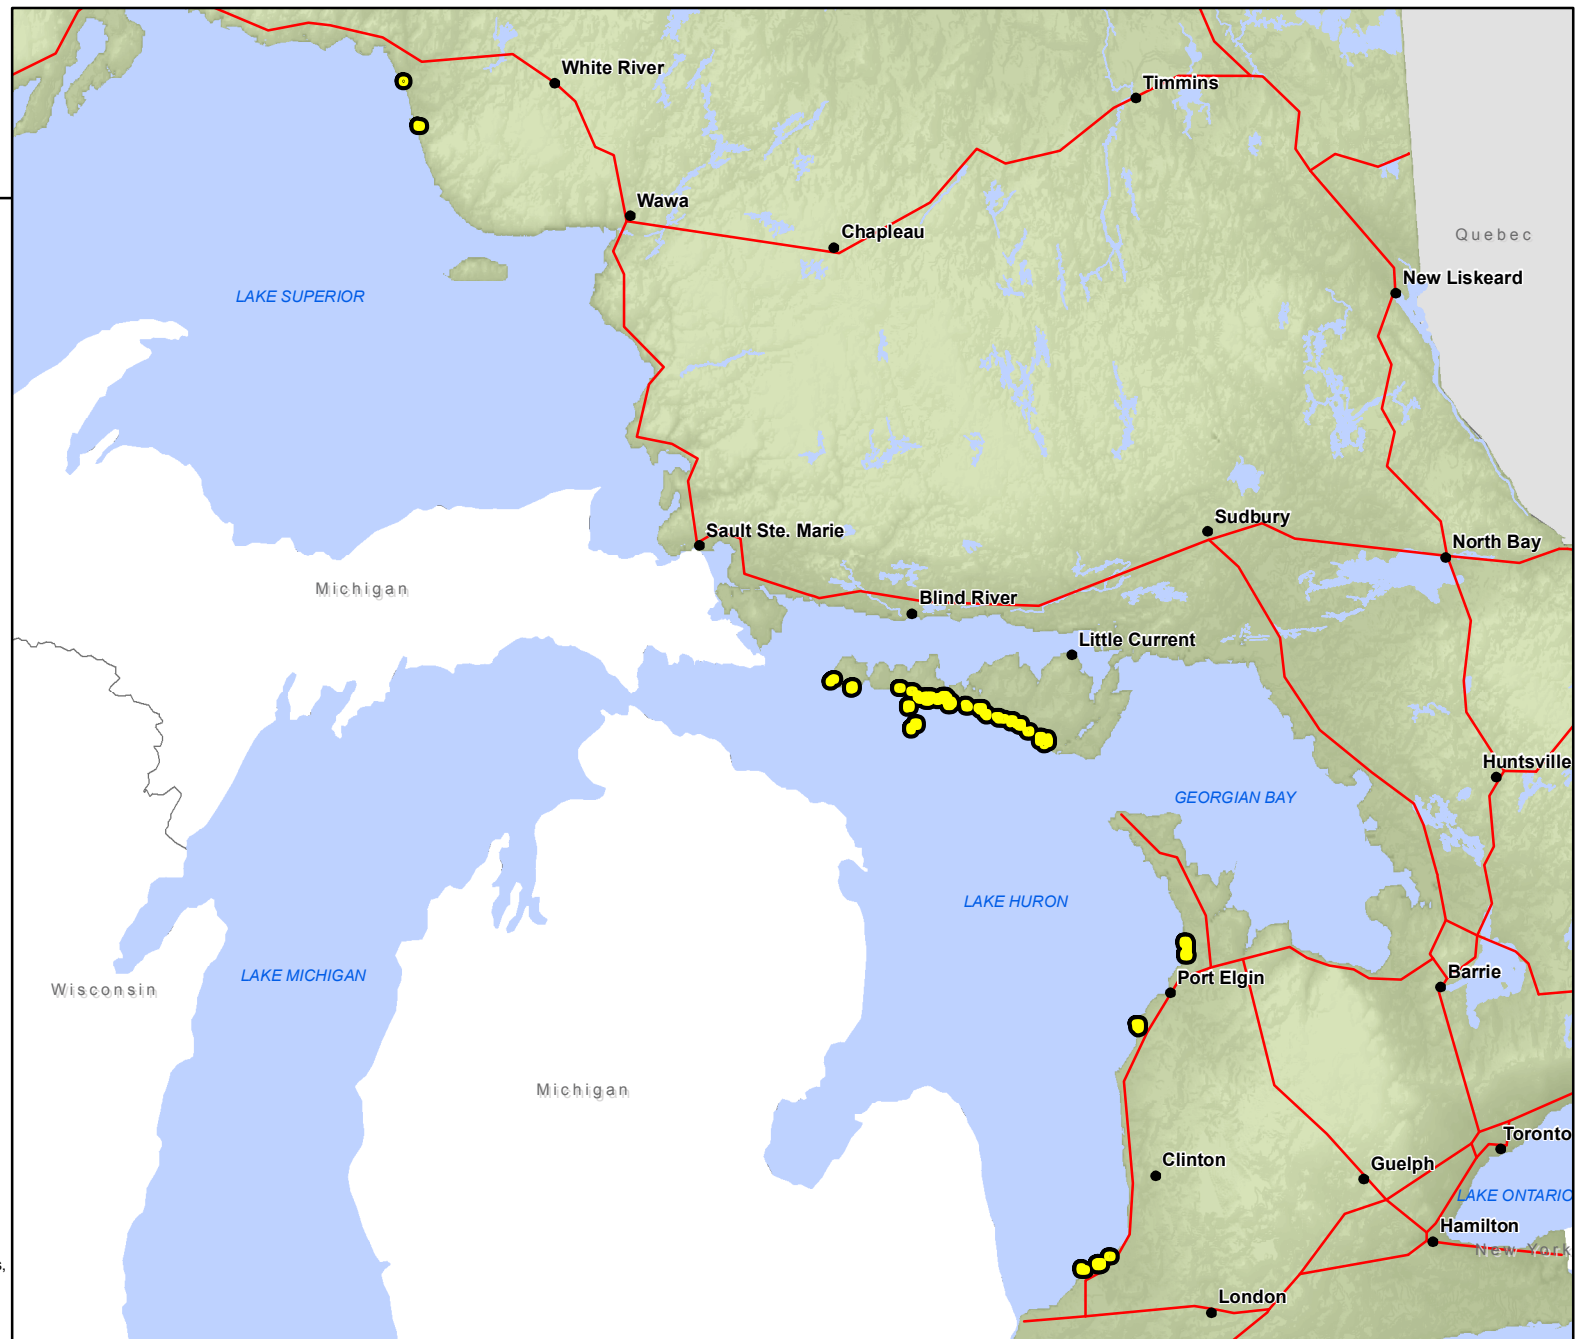 White River
Timmins
Wawa
Chapleau
Quebec
New Liskeard
LAKE SUPERIOR
Sudbury
Sault Ste. Marie
North Bay
Michigan
Blind River
Little Current
Huntsville
GEORGIAN BAY
LAKE HURON
LAKE MICHIGAN
Port Elgin
Barrie
Wisconsin
Michigan
Toronto
Clinton
Guelph
LAKE ONTARIO
Hamilton
New York
London